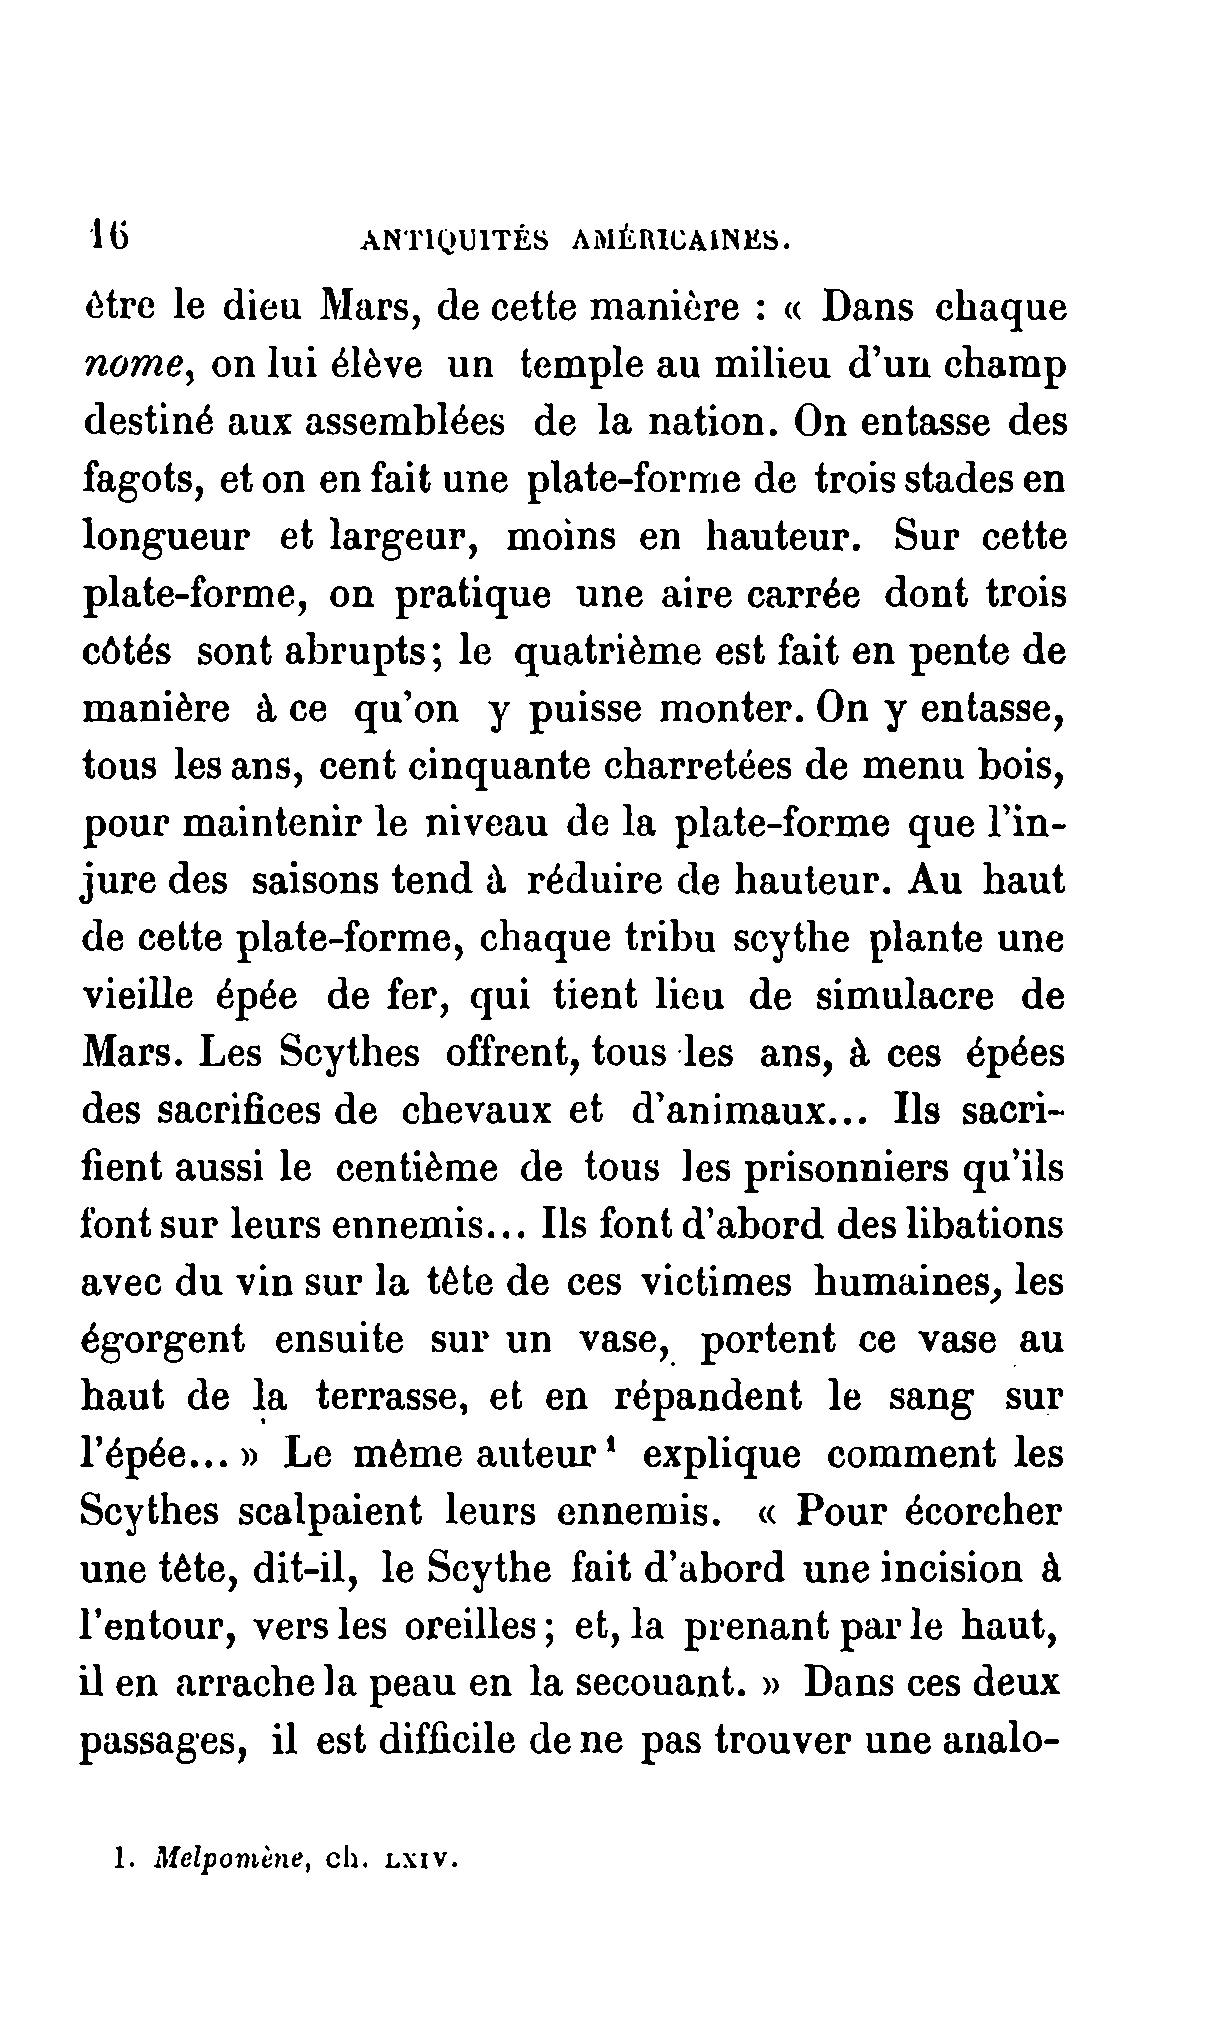 16 ANTIQUITÉS AMÉRICAINES.
être le dieu Mars, de cette manière : « Dans chaque
nome, on lui élève un temple au milieu d'un champ
destiné aux assemblées de la nation. On entasse des
fagots, et on en fait une plate-forme de trois stades en
longueur et largeur, moins en hauteur. Sur cette
plate-forme, on pratique une aire carrée dont trois
côtés sont abrupts; le quatrième est fait en pente de
manière à ce qu'on y puisse monter. On y entasse,
tous les ans, cent cinquante charretées de menu bois,
pour maintenir le niveau de la plate-forme que l'in-
jure des saisons tend à réduire de hauteur. Au haut
de cette plate-forme, chaque tribu scythe plante une
vieille épée de fer, qui tient lieu de simulacre de
Mars. Les Scythes offrent, tous les ans, à ces épées
des sacrifices de chevaux et d'animaux... Ils sacri-
fient aussi le centième de tous les prisonniers qu'ils
font sur leurs ennemis... Ils font d'abord des libations
avec du vin sur la tête de ces victimes humaines, les
égorgent ensuite sur un vase, portent ce vase au
haut de la terrasse, et en répandent le sang sur
l'épée... » Le même auteur¹ explique comment les
Scythes scalpaient leurs ennemis. « Pour écorcher
une tête, dit-il, le Scythe fait d'abord une incision à
l'entour, vers les oreilles; et, la prenant par le haut,
il en arrache la peau en la secouant. » Dans ces deux
passages, il est difficile de ne pas trouver une analo-
1. Melpomène, ch. LXIV.